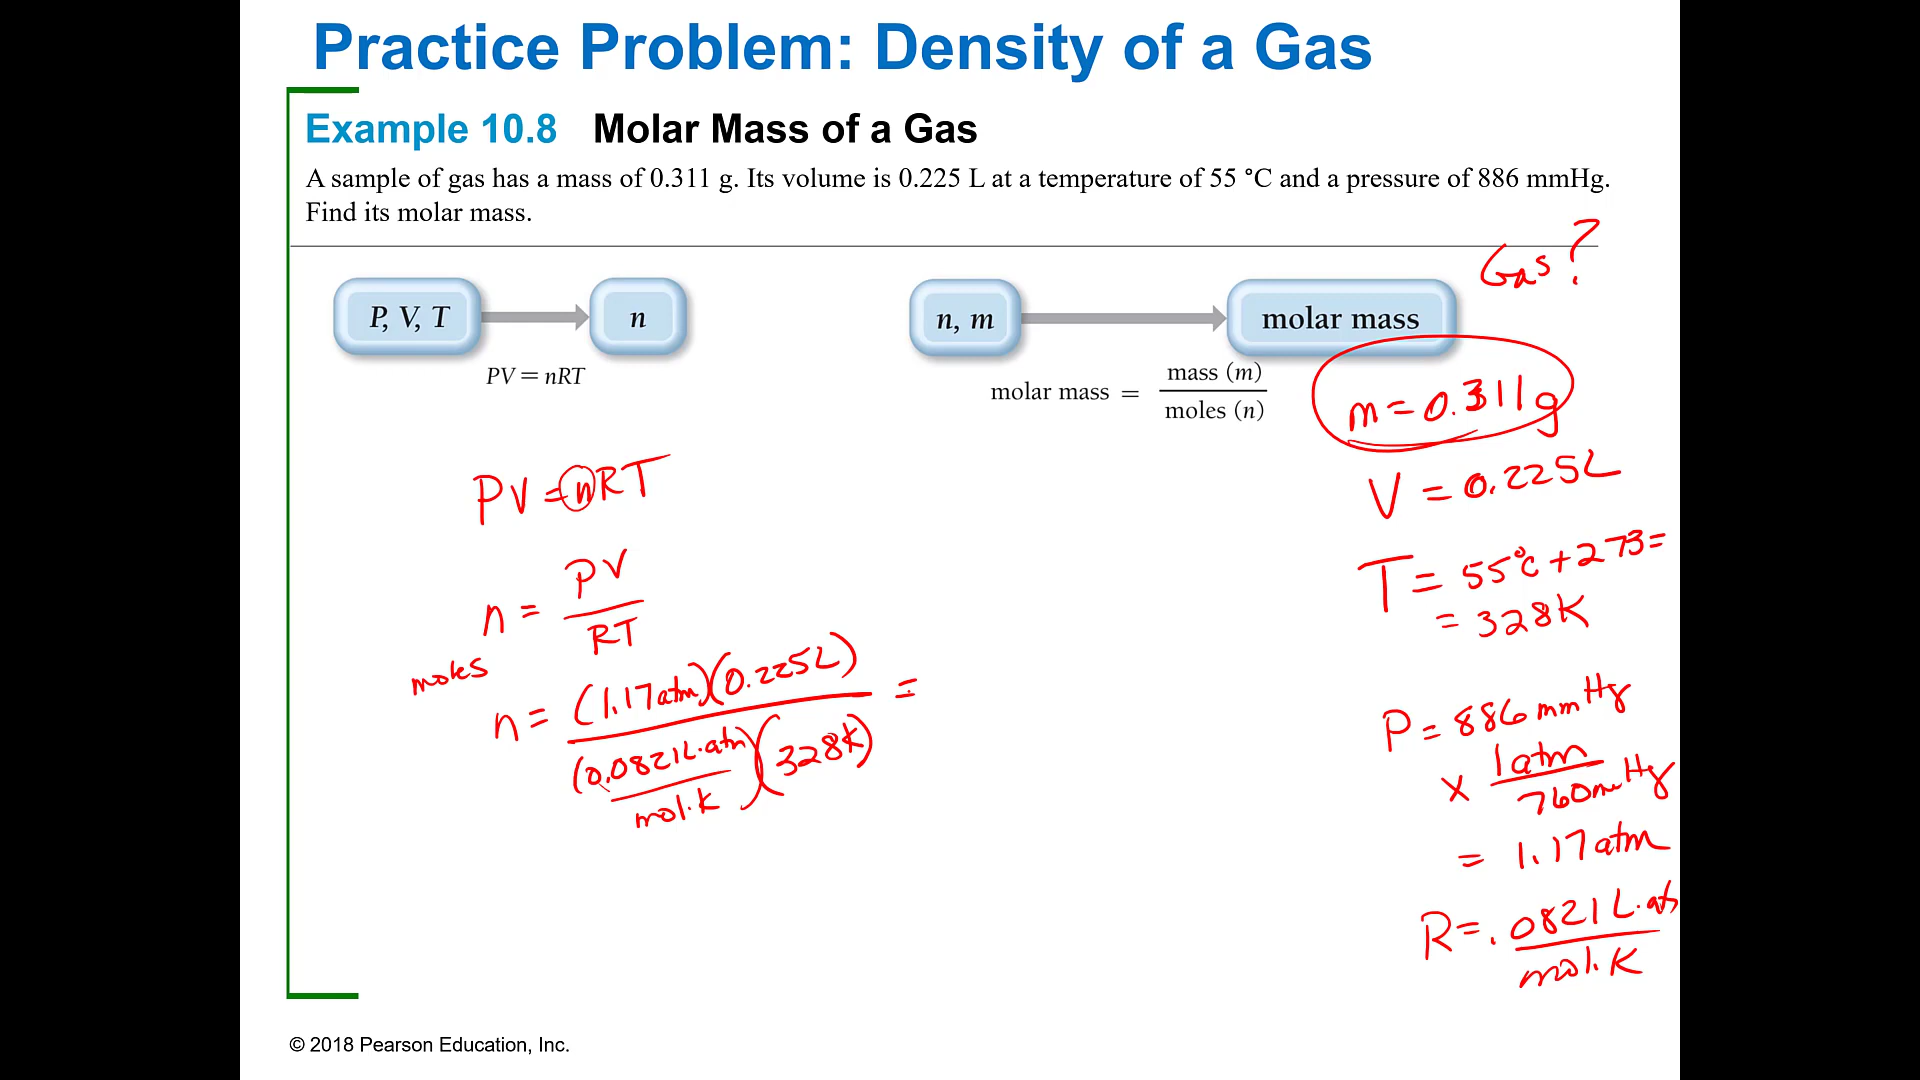 Practice Problem: Density of a Gas
Example 10.8 Molar Mass of a Gas
A sample of gas has a mass of 0.311 g. Its volume is 0.225 L at a temperature of 55 °C and a pressure of 886 mmHg.
Find its molar mass.
Gas?
P, V, T
n
n, m
molar mass
PV = nRT
molar mass = mass (m)
moles (n)
m = 0.311g
PV = nRT
V = 0.225L
n = PV
RT
T = 55°C + 273 =
= 328K
moles
n = (1.17atm)(0.225L) =
(0.0821L·atm)(328K)
mol·K
P = 886 mmHg
x 1atm
760mmHg
= 1.17atm
R = .0821 L·at
mol·K
© 2018 Pearson Education, Inc.